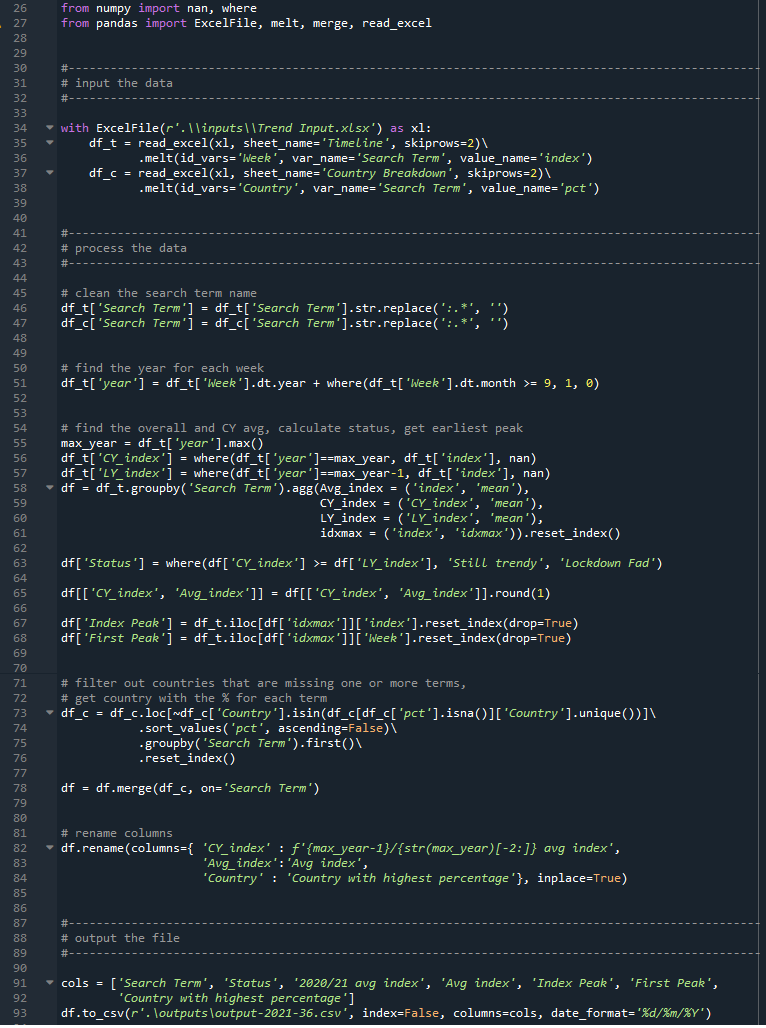 26 from numpy import nan, where
27 from pandas import ExcelFile, melt, merge, read_excel
28
29
30 #---------------------------------------------------------------------------------------------------
31 # input the data
32 #---------------------------------------------------------------------------------------------------
33
34 with ExcelFile(r'.\\inputs\\Trend Input.xlsx') as xl:
35     df_t = read_excel(xl, sheet_name='Timeline', skiprows=2)\
36            .melt(id_vars='Week', var_name='Search Term', value_name='index')
37     df_c = read_excel(xl, sheet_name='Country Breakdown', skiprows=2)\
38            .melt(id_vars='Country', var_name='Search Term', value_name='pct')
39
40
41 #---------------------------------------------------------------------------------------------------
42 # process the data
43 #---------------------------------------------------------------------------------------------------
44
45 # clean the search term name
46 df_t['Search Term'] = df_t['Search Term'].str.replace(':.*', '')
47 df_c['Search Term'] = df_c['Search Term'].str.replace(':.*', '')
48
49
50 # find the year for each week
51 df_t['year'] = df_t['Week'].dt.year + where(df_t['Week'].dt.month >= 9, 1, 0)
52
53
54 # find the overall and CY avg, calculate status, get earliest peak
55 max_year = df_t['year'].max()
56 df_t['CY_index'] = where(df_t['year']==max_year, df_t['index'], nan)
57 df_t['LY_index'] = where(df_t['year']==max_year-1, df_t['index'], nan)
58 df = df_t.groupby('Search Term').agg(Avg_index = ('index', 'mean'),
59                                      CY_index = ('CY_index', 'mean'),
60                                      LY_index = ('LY_index', 'mean'),
61                                      idxmax = ('index', 'idxmax')).reset_index()
62
63 df['Status'] = where(df['CY_index'] >= df['LY_index'], 'Still trendy', 'Lockdown Fad')
64
65 df[['CY_index', 'Avg_index']] = df[['CY_index', 'Avg_index']].round(1)
66
67 df['Index Peak'] = df_t.iloc[df['idxmax']]['index'].reset_index(drop=True)
68 df['First Peak'] = df_t.iloc[df['idxmax']]['Week'].reset_index(drop=True)
69
70
71 # filter out countries that are missing one or more terms,
72 # get country with the % for each term
73 df_c = df_c.loc[~df_c['Country'].isin(df_c[df_c['pct'].isna()]['Country'].unique())]\
74            .sort_values('pct', ascending=False)\
75            .groupby('Search Term').first()\
76            .reset_index()
77
78 df = df.merge(df_c, on='Search Term')
79
80
81 # rename columns
82 df.rename(columns={ 'CY_index' : f'{max_year-1}/{str(max_year)[-2:]} avg index',
83                     'Avg_index':'Avg index',
84                     'Country' : 'Country with highest percentage'}, inplace=True)
85
86
87 #---------------------------------------------------------------------------------------------------
88 # output the file
89 #---------------------------------------------------------------------------------------------------
90
91 cols = ['Search Term', 'Status', '2020/21 avg index', 'Avg index', 'Index Peak', 'First Peak',
92         'Country with highest percentage']
93 df.to_csv(r'.\outputs\output-2021-36.csv', index=False, columns=cols, date_format='%d/%m/%Y')